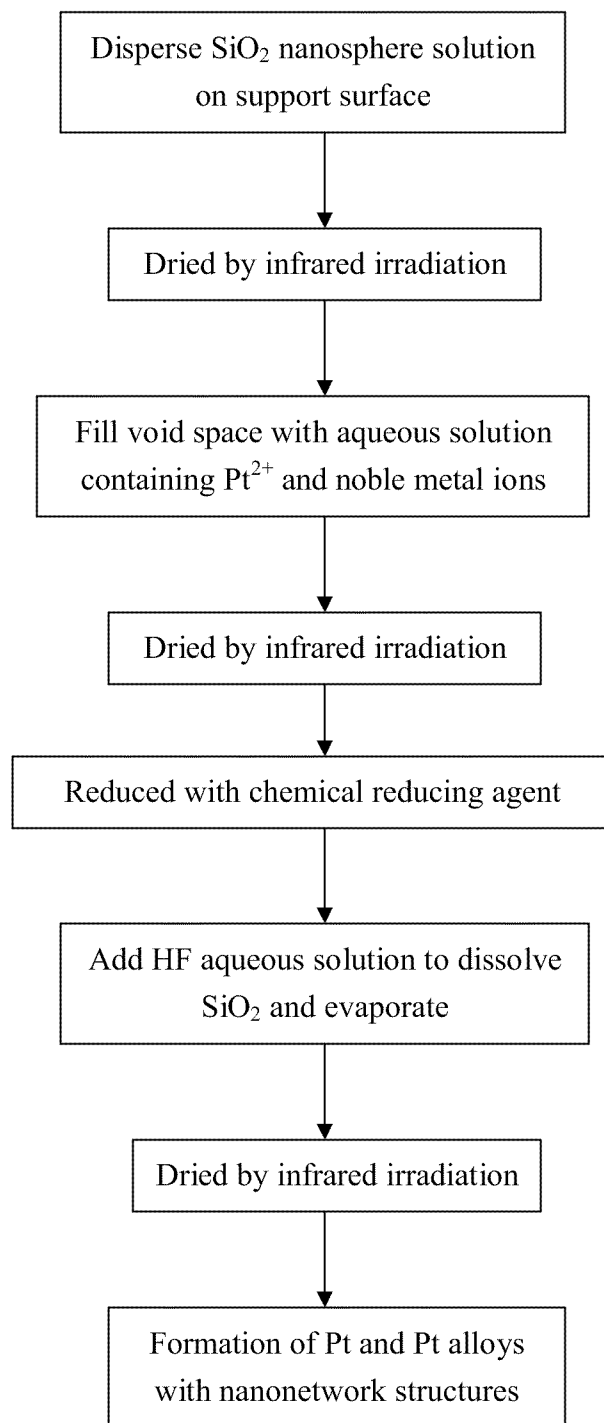 Disperse SiO₂ nanosphere solution
on support surface
Dried by infrared irradiation
Fill void space with aqueous solution
containing Pt²⁺ and noble metal ions
Dried by infrared irradiation
Reduced with chemical reducing agent
Add HF aqueous solution to dissolve
SiO₂ and evaporate
Dried by infrared irradiation
Formation of Pt and Pt alloys
with nanonetwork structures